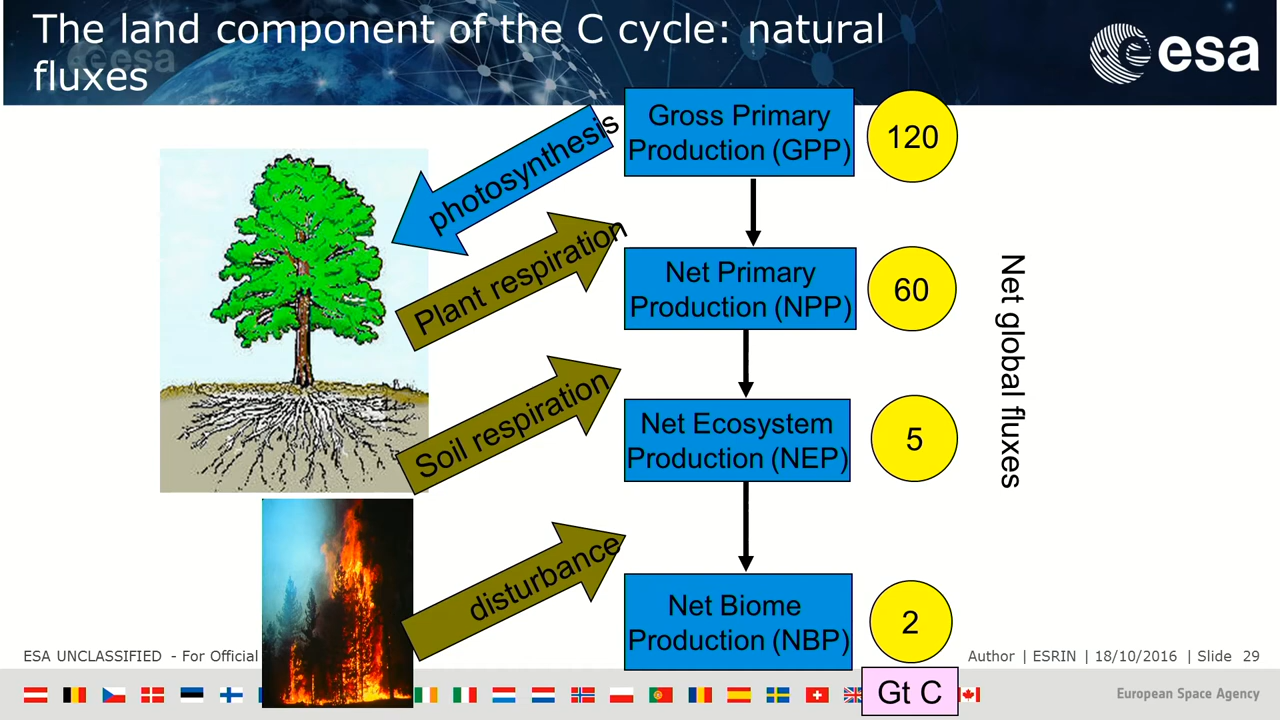 The land component of the C cycle: natural
fluxes
esa
esa
photosynthesis
Gross Primary
Production (GPP)
120
Plant respiration
Net Primary
Production (NPP)
60
Soil respiration
Net Ecosystem
Production (NEP)
5
disturbance
Net Biome
Production (NBP)
2
Net global fluxes
Gt C
ESA UNCLASSIFIED - For Official
Author | ESRIN | 18/10/2016 | Slide 29
European Space Agency